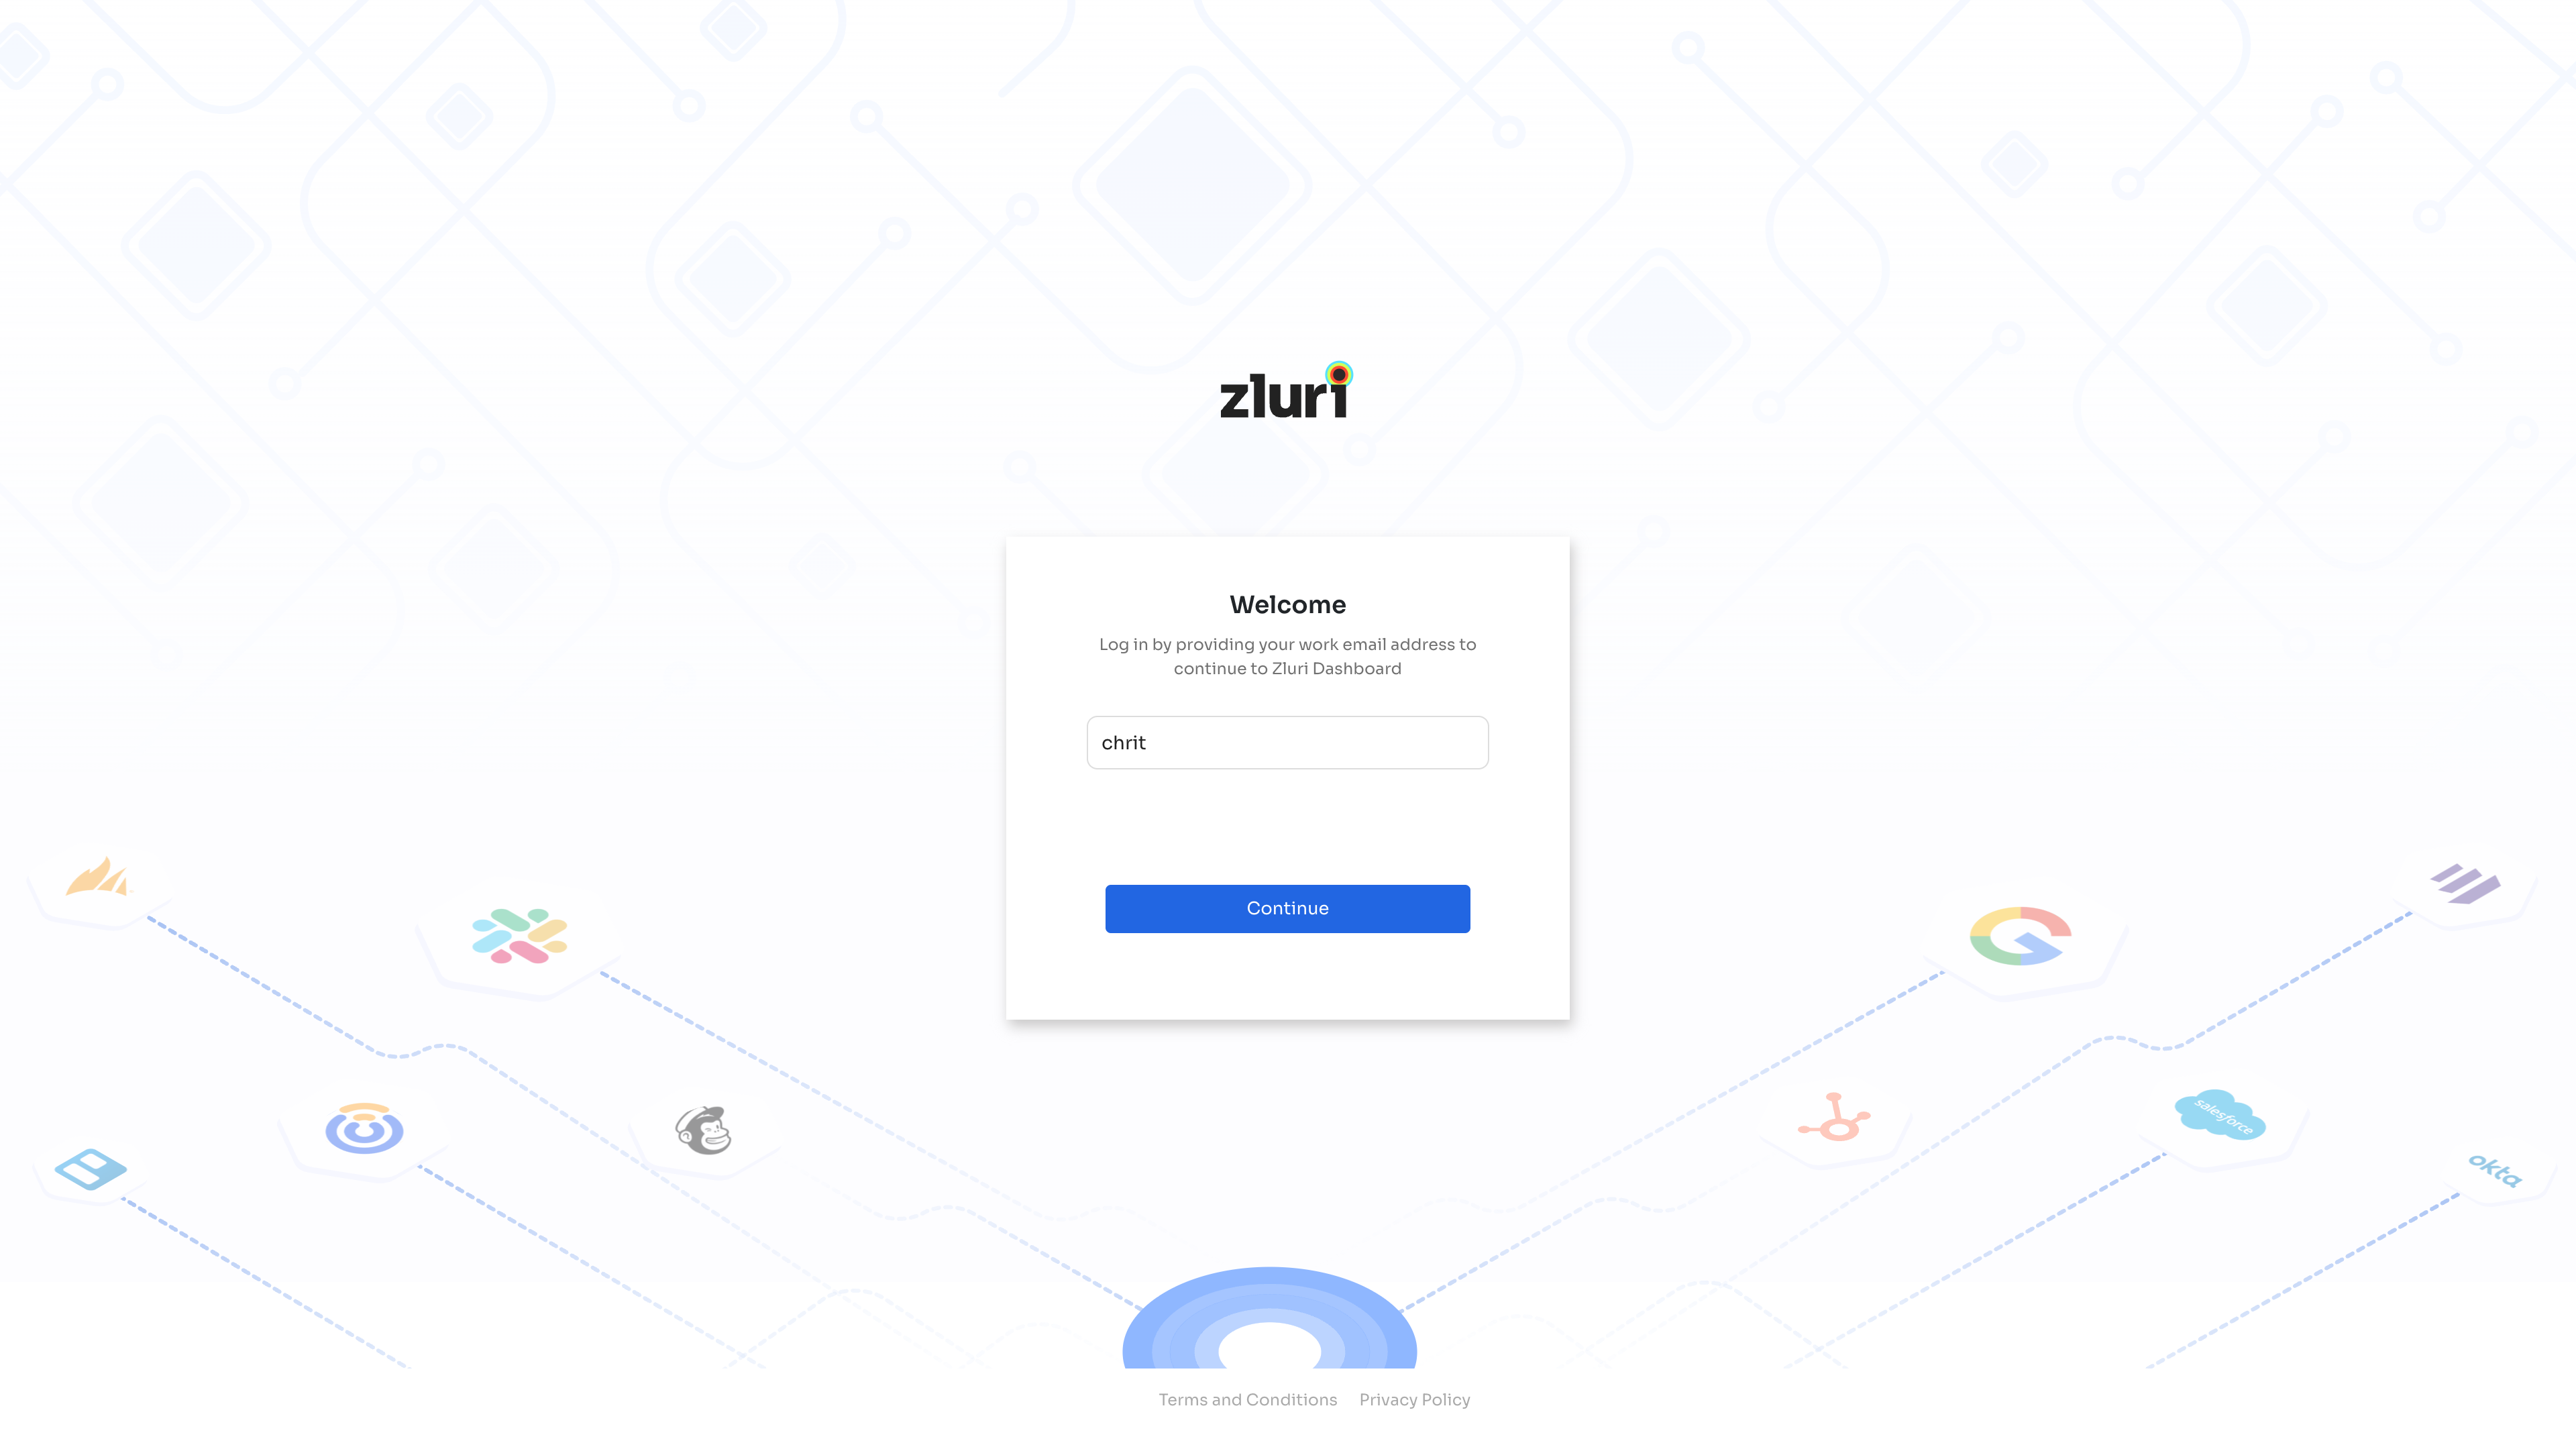 zluri
Welcome
Log in by providing your work email address to
continue to Zluri Dashboard
chrit
Continue
salesforce
okta
Terms and Conditions Privacy Policy